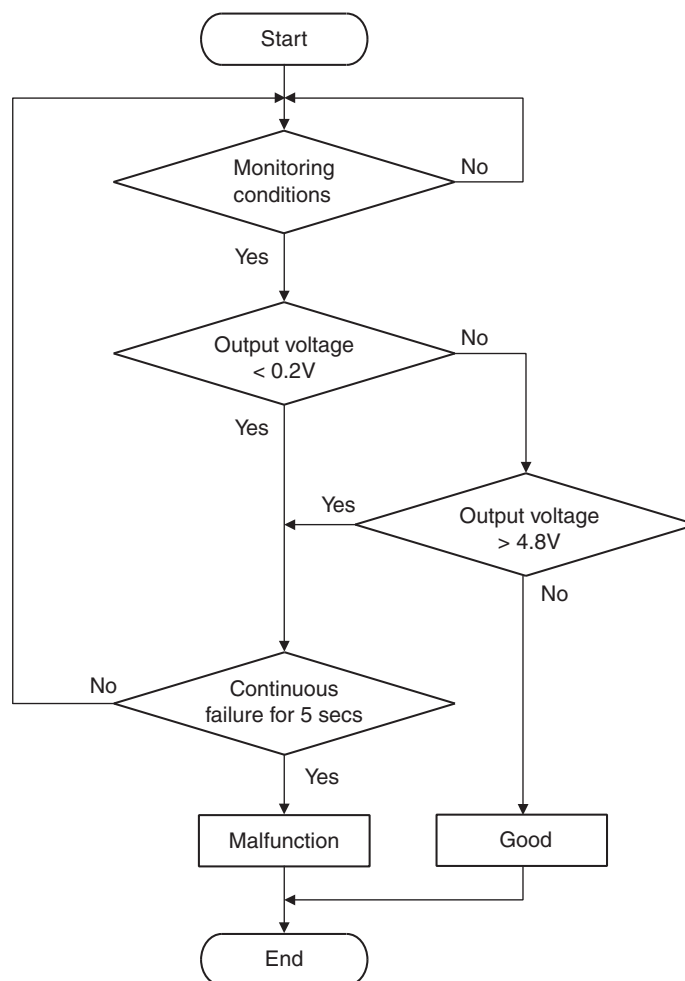 Start
Monitoring
conditions
No
Yes
Output voltage
< 0.2V
No
Yes
Output voltage
> 4.8V
Yes
No
Continuous
failure for 5 secs
No
Yes
Malfunction
Good
End